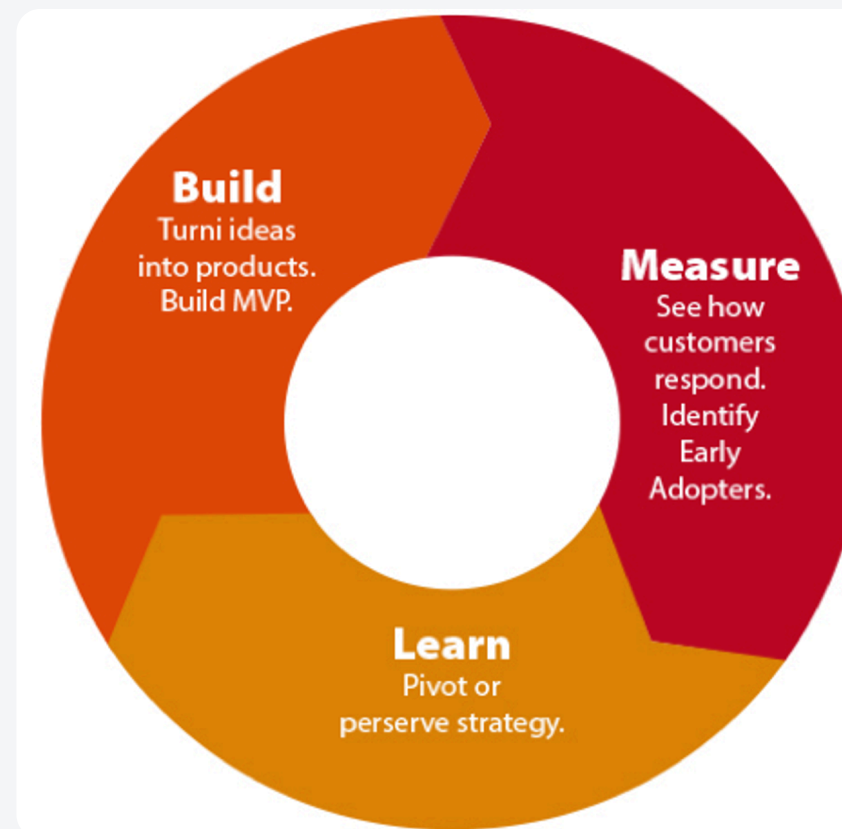 Build
Turni ideas
into products.
Build MVP.
Measure
See how
customers
respond.
Identify
Early
Adopters.
Learn
Pivot or
perserve strategy.